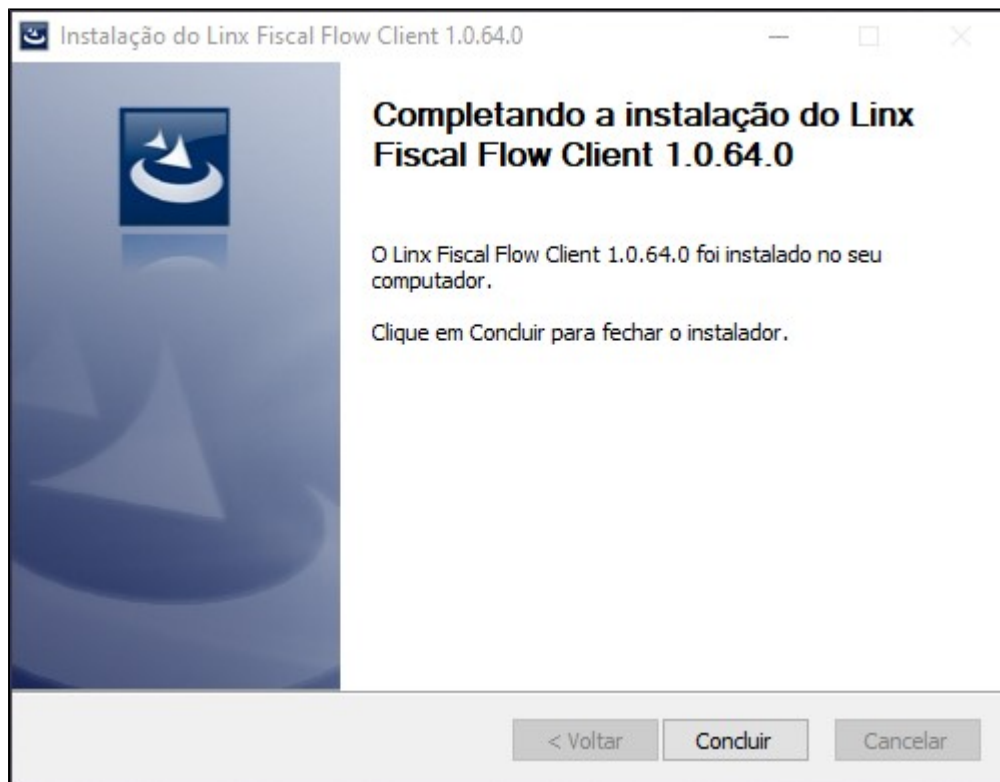 Instalação do Linx Fiscal Flow Client 1.0.64.0
Completando a instalação do Linx
Fiscal Flow Client 1.0.64.0
O Linx Fiscal Flow Client 1.0.64.0 foi instalado no seu
computador.
Clique em Concluir para fechar o instalador.
< Voltar
Concluir
Cancelar